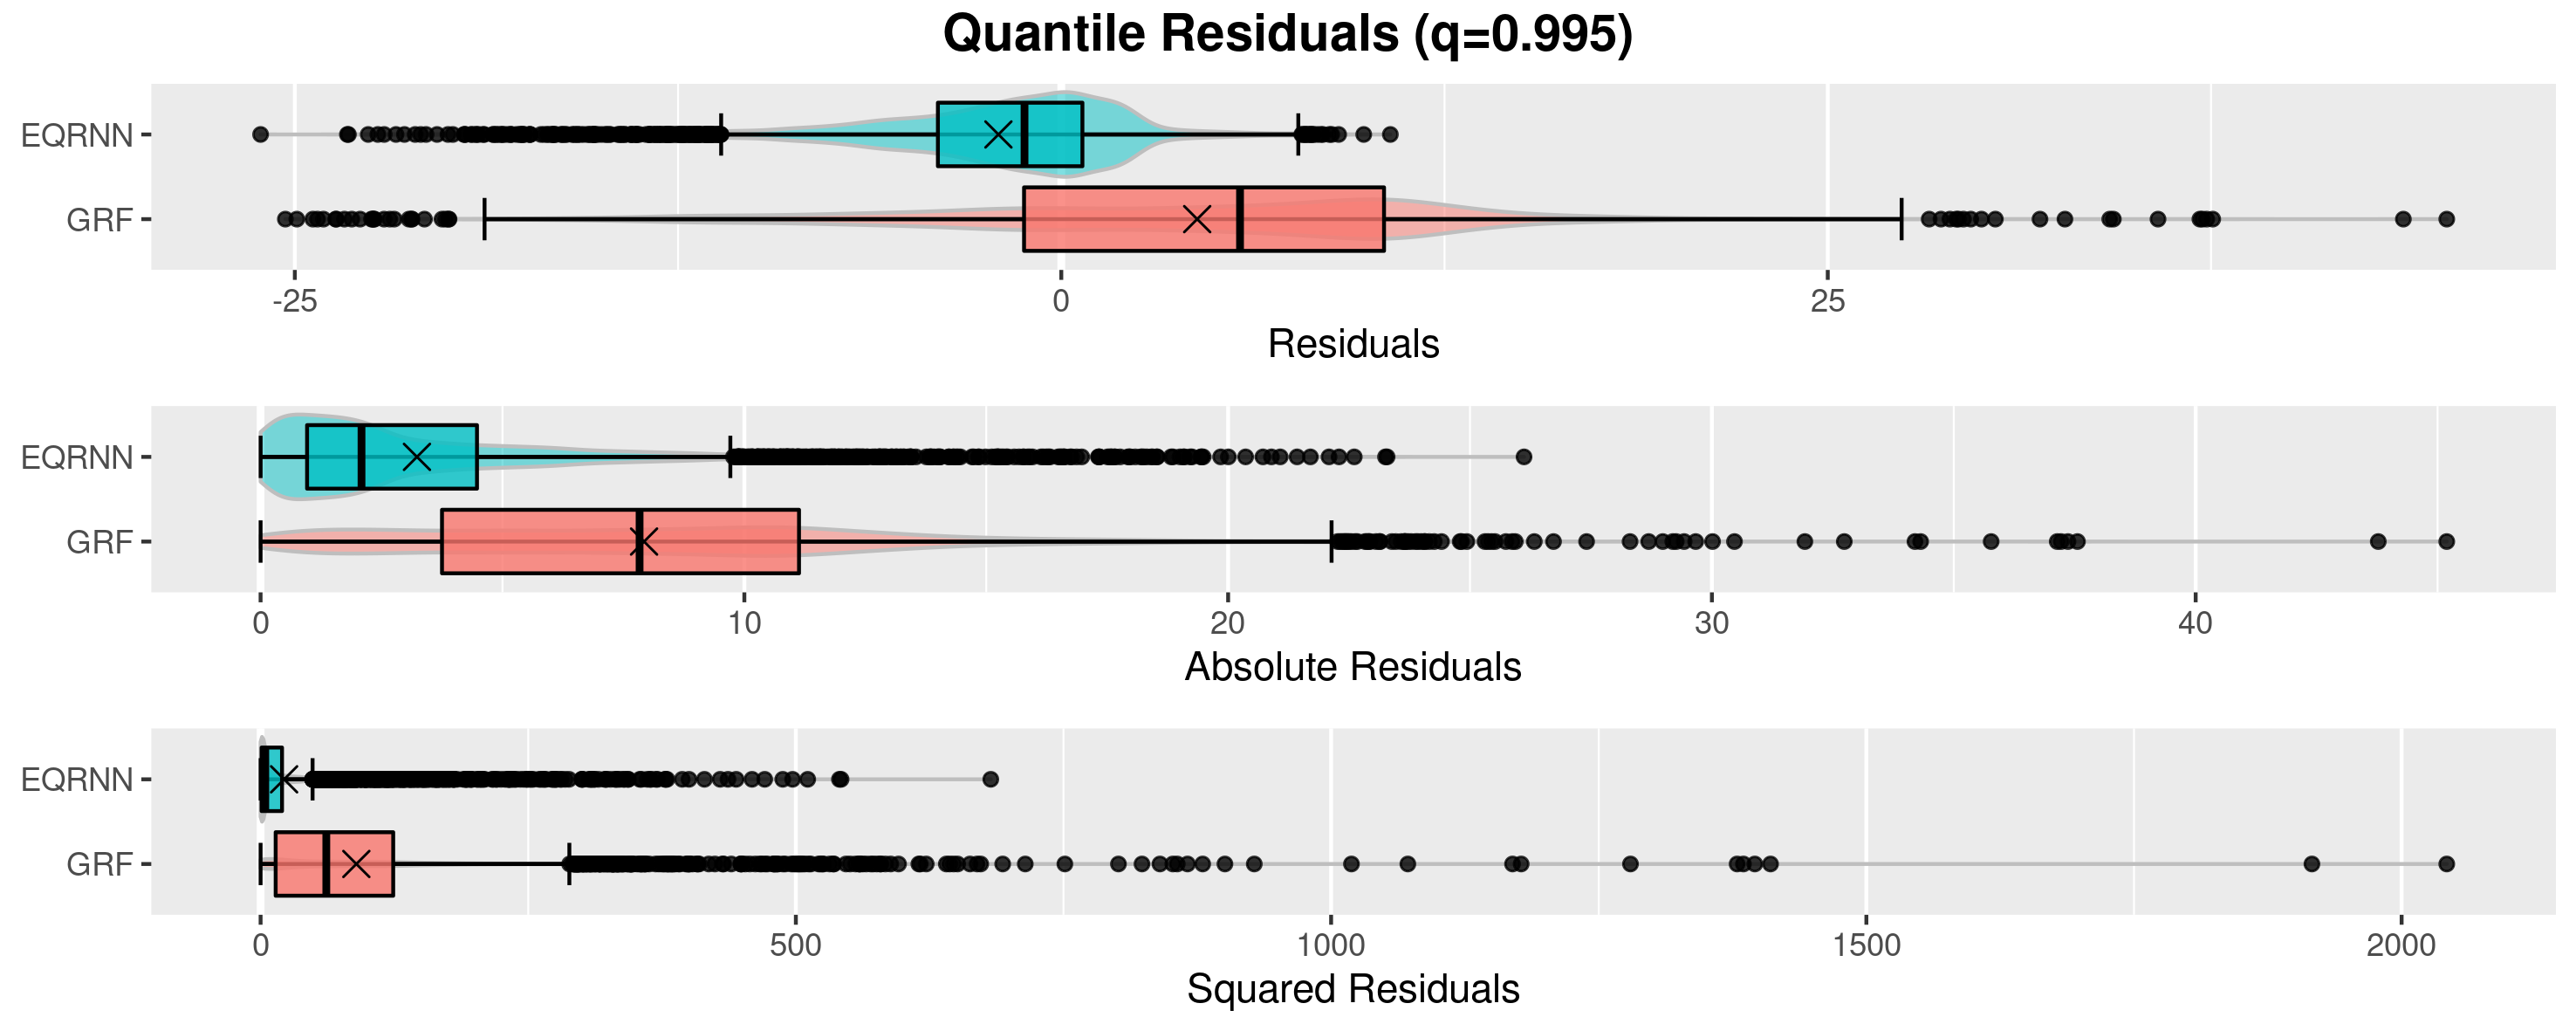 Quantile Residuals (q=0.995)
EQRNN
GRF
-25 0 25
Residuals
EQRNN
GRF
0 10 20 30 40
Absolute Residuals
EQRNN
GRF
0 500 1000 1500 2000
Squared Residuals